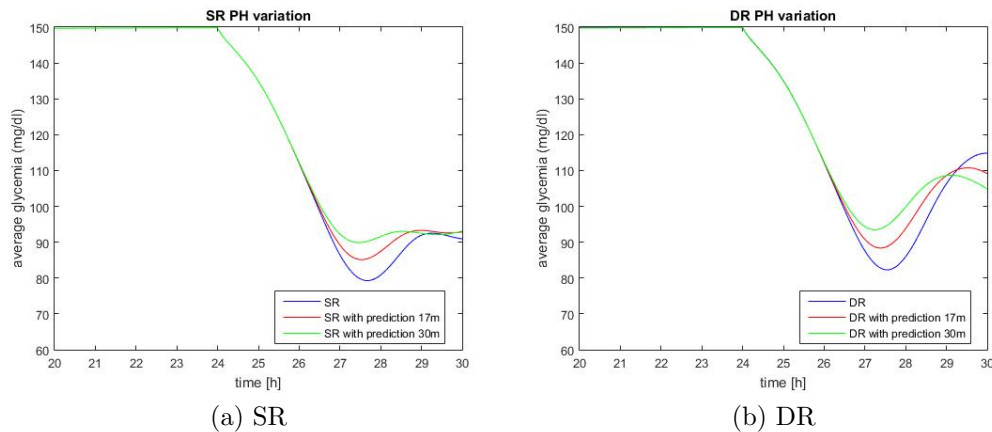 SR PH variation
average glycemia (mg/dl)
150
140
130
120
110
100
90
80
70
60
20 21 22 23 24 25 26 27 28 29 30
time [h]
SR
SR with prediction 17m
SR with prediction 30m
(a) SR
DR PH variation
average glycemia (mg/dl)
150
140
130
120
110
100
90
80
70
60
20 21 22 23 24 25 26 27 28 29 30
time [h]
DR
DR with prediction 17m
DR with prediction 30m
(b) DR